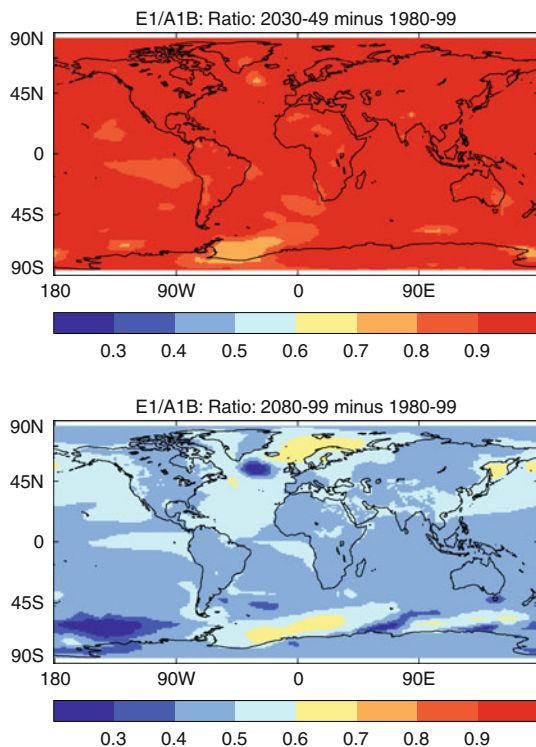 E1/A1B: Ratio: 2030-49 minus 1980-99
90N
45N
0
45S
90S
180 90W 0 90E
0.3 0.4 0.5 0.6 0.7 0.8 0.9
E1/A1B: Ratio: 2080-99 minus 1980-99
90N
45N
0
45S
90S
180 90W 0 90E
0.3 0.4 0.5 0.6 0.7 0.8 0.9